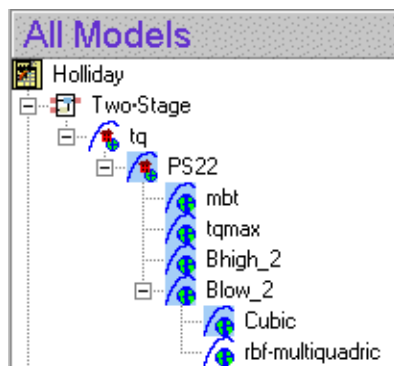 All Models
Holliday
Two-Stage
tq
PS22
mbt
tqmax
Bhigh_2
Blow_2
Cubic
rbf-multiquadric